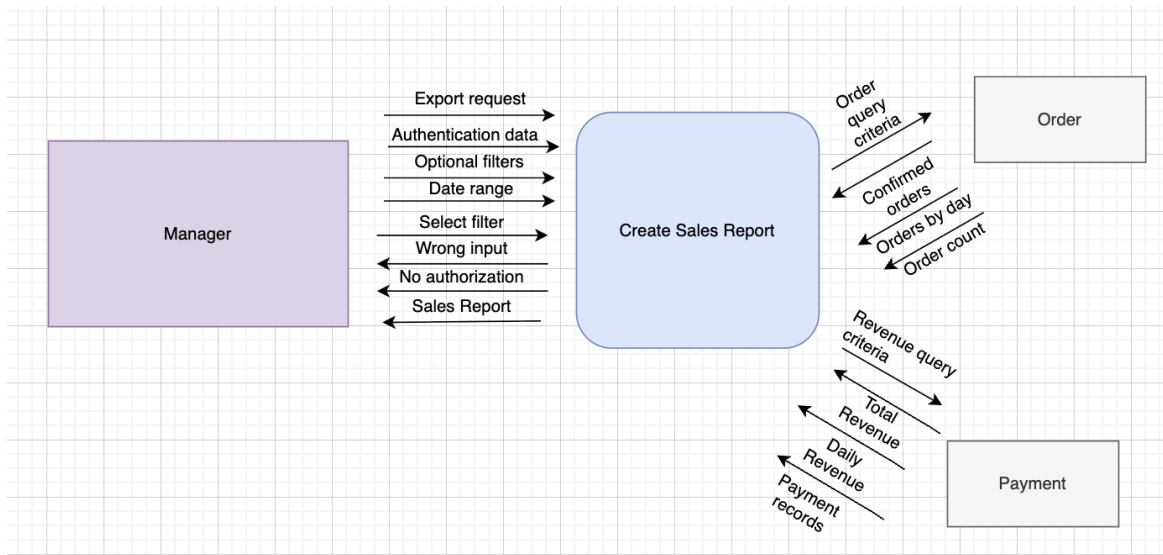 Manager
Export request
Authentication data
Optional filters
Date range
Select filter
Wrong input
No authorization
Sales Report
Create Sales Report
Order
query
criteria
Confirmed
orders
Orders by day
Order count
Order
Revenue query
criteria
Total
Revenue
Daily
Revenue
Payment
records
Payment